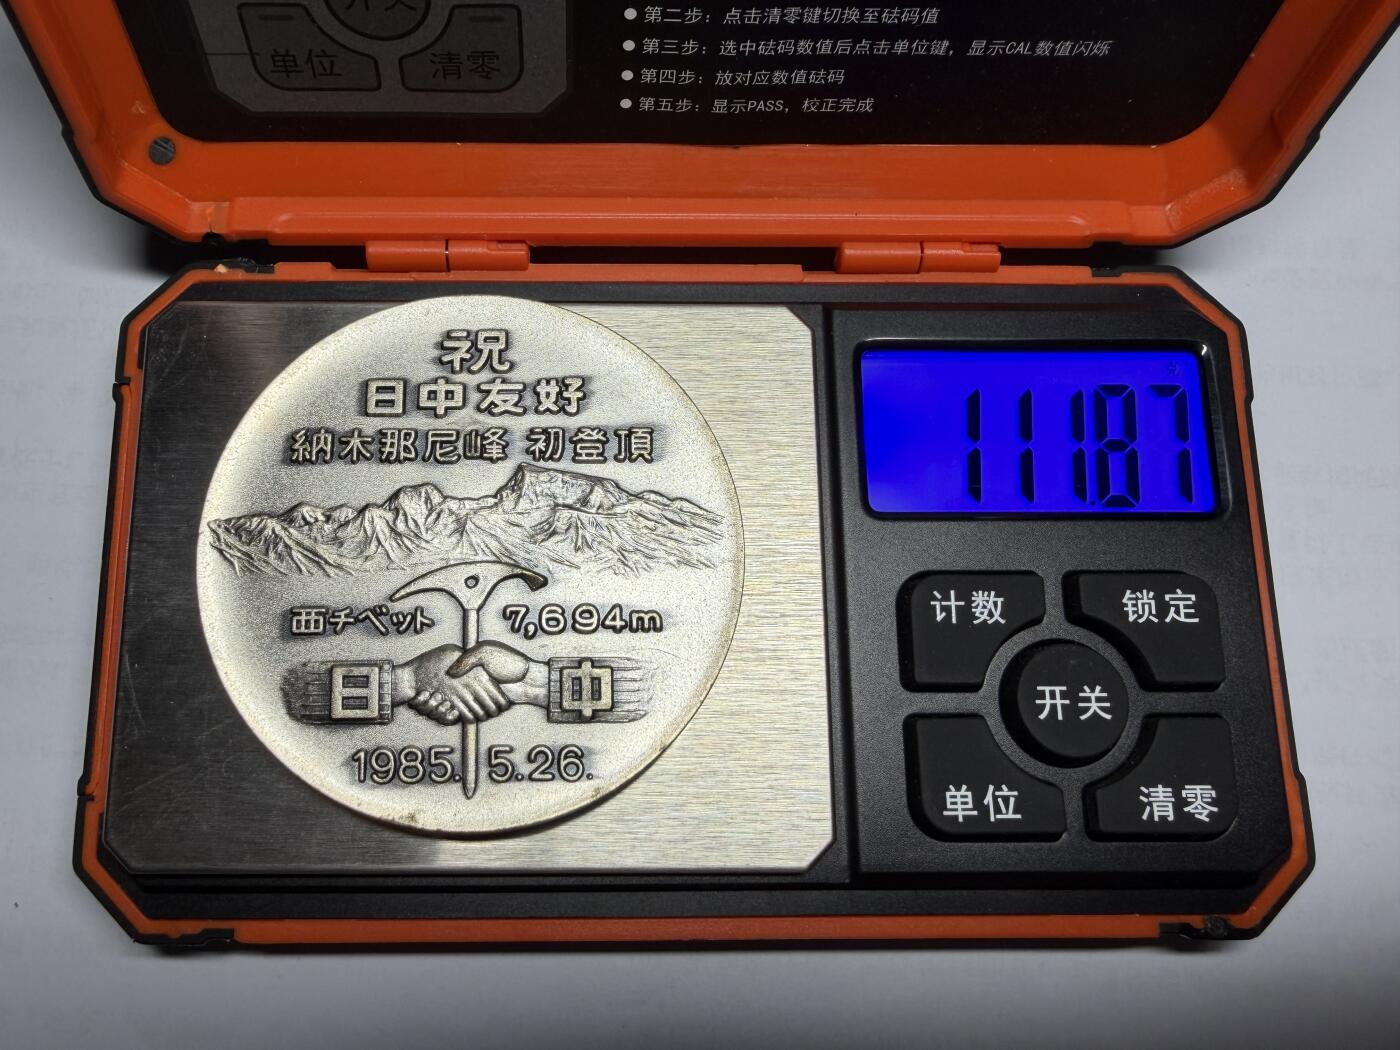 开关
单位
清零
第二步：点击清零键切换至砝码值
第三步：选中砝码数值后点击单位键，显示CAL数值闪烁
第四步：放对应数值砝码
第五步：显示PASS，校正完成
祝
日中友好
納木那尼峰 初登頂
西チベット 7,694m
日 中
1985.5.26.
111.87
计数
锁定
开关
单位
清零